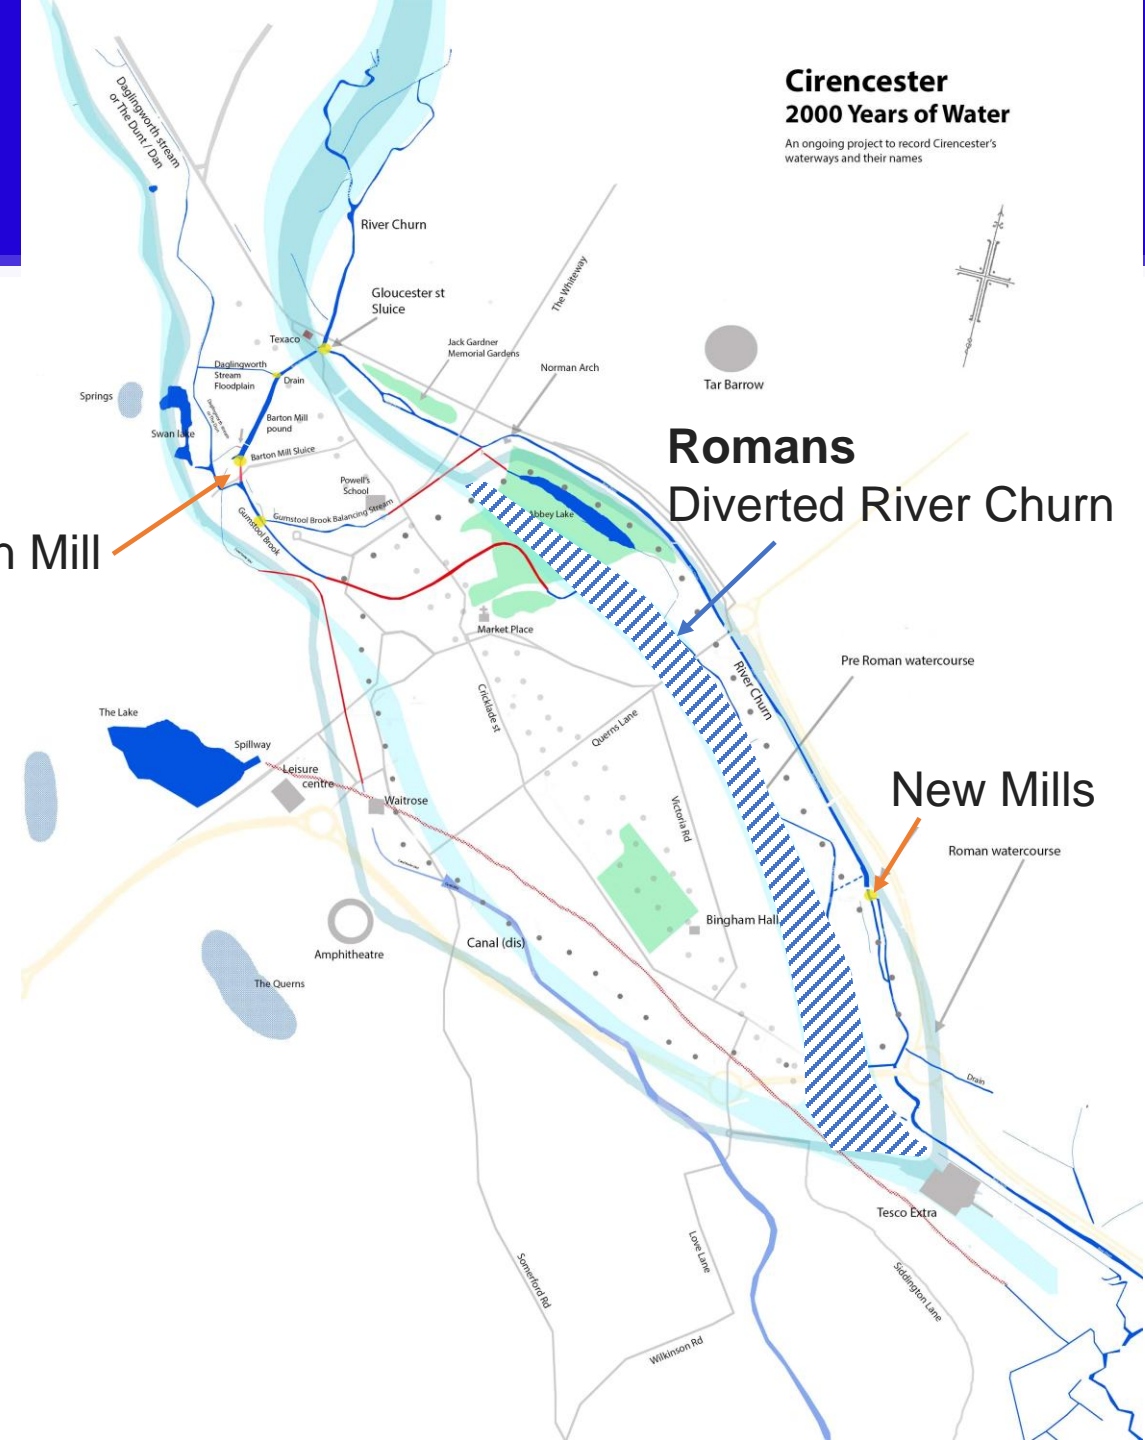 Cirencester
2000 Years of Water
An ongoing project to record Cirencester's
waterways and their names
Daglingworth stream
or The Dunt / Dan
River Churn
The Whiteway
Gloucester st
Sluice
Texaco
Jack Gardner
Memorial Gardens
Norman Arch
Tar Barrow
Daglingworth
Stream
Floodplain
Drain
Springs
Swan lake
Barton Mill
pound
Barton Mill Sluice
Romans
Diverted River Churn
Powell's
School
Gumstool Brook Balancing Stream
Gumstool Brook
Abbey Lake
n Mill
Market Place
River Churn
Pre Roman watercourse
Cricklade st
Querns Lane
The Lake
Spillway
Leisure
centre
Waitrose
Victoria Rd
New Mills
Roman watercourse
Bingham Hall
Amphitheatre
Canal (dis)
The Querns
Drain
Tesco Extra
Somerford Rd
Love Lane
Siddington Lane
Wilkinson Rd